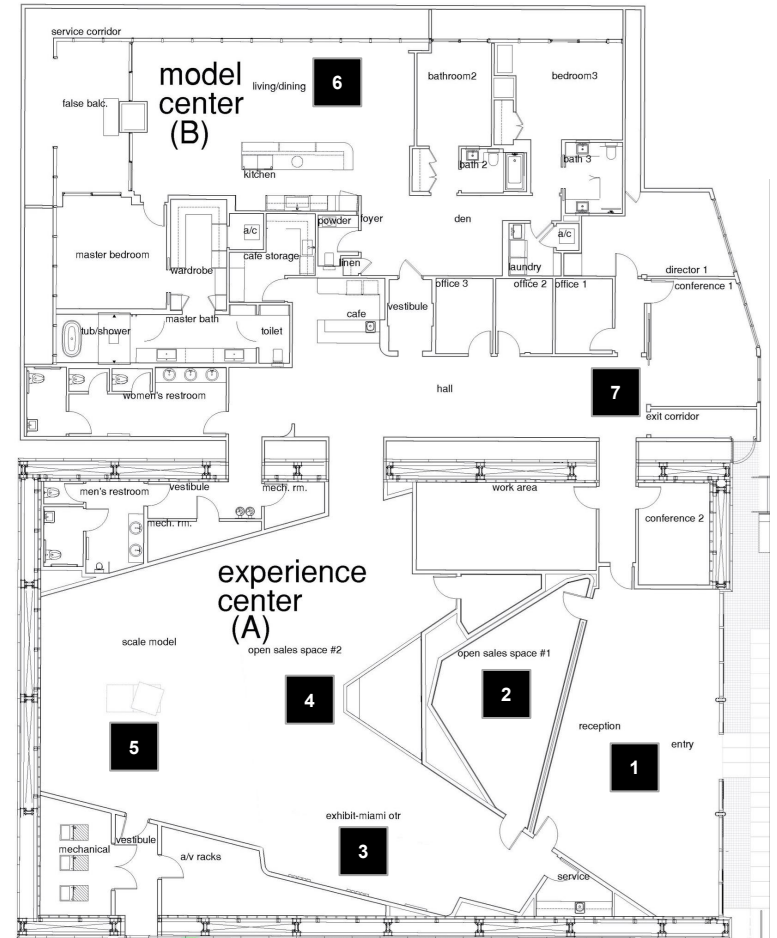 service corridor
model
center
(B)
living/dining
6
bathroom2
bedroom3
false balc.
kitchen
bath 2
bath 3
powder
foyer
den
a/c
a/c
master bedroom
wardrobe
cafe storage
linen
laundry
director 1
office 3
office 2
office 1
conference 1
vestibule
master bath
cafe
tub/shower
toilet
hall
7
women's restroom
exit corridor
men's restroom
vestibule
mech. rm.
work area
mech. rm.
conference 2
experience
center
(A)
scale model
open sales space #2
open sales space #1
4
2
reception
entry
5
1
exhibit-miami otr
3
vestibule
mechanical
a/v racks
service